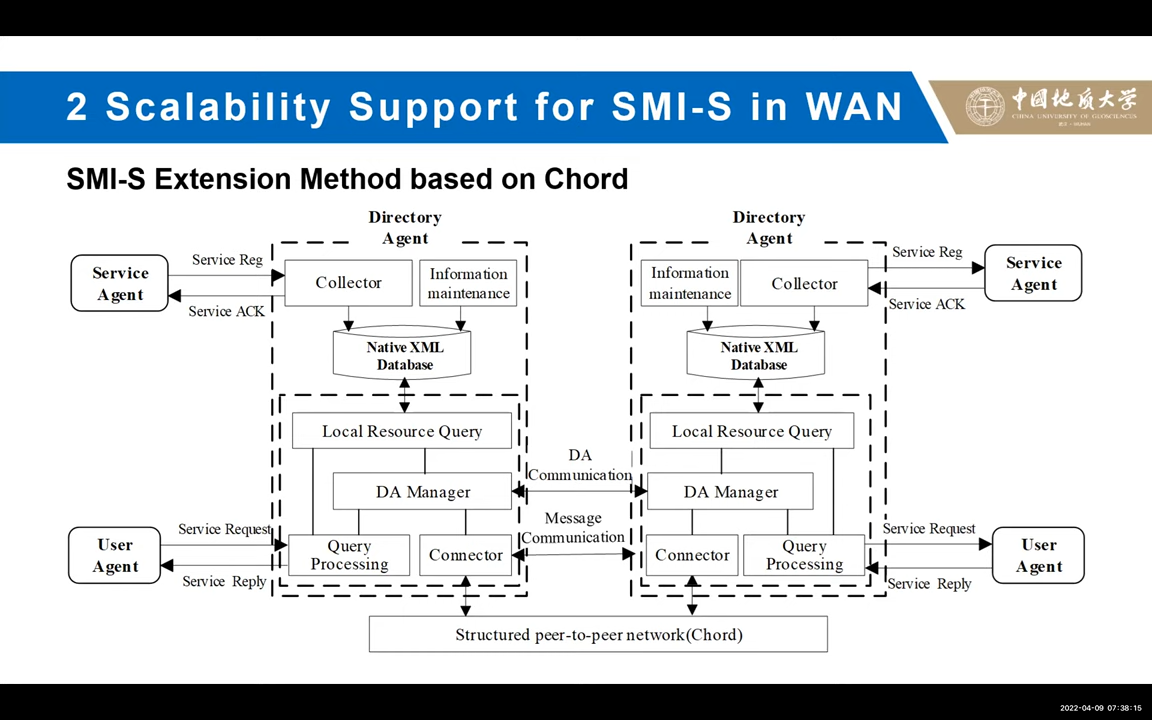 2 Scalability Support for SMI-S in WAN
中国地质大学
CHINA UNIVERSITY OF GEOSCIENCES
SMI-S Extension Method based on Chord
Directory
Agent
Directory
Agent
Service
Agent
Service Reg
Service ACK
Collector
Information
maintenance
Information
maintenance
Collector
Service Reg
Service ACK
Service
Agent
Native XML
Database
Native XML
Database
Local Resource Query
Local Resource Query
DA
Communication
DA Manager
DA Manager
Message
Communication
User
Agent
Service Request
Service Reply
Query
Processing
Connector
Connector
Query
Processing
Service Request
Service Reply
User
Agent
Structured peer-to-peer network(Chord)
2022-04-09 07:38:15